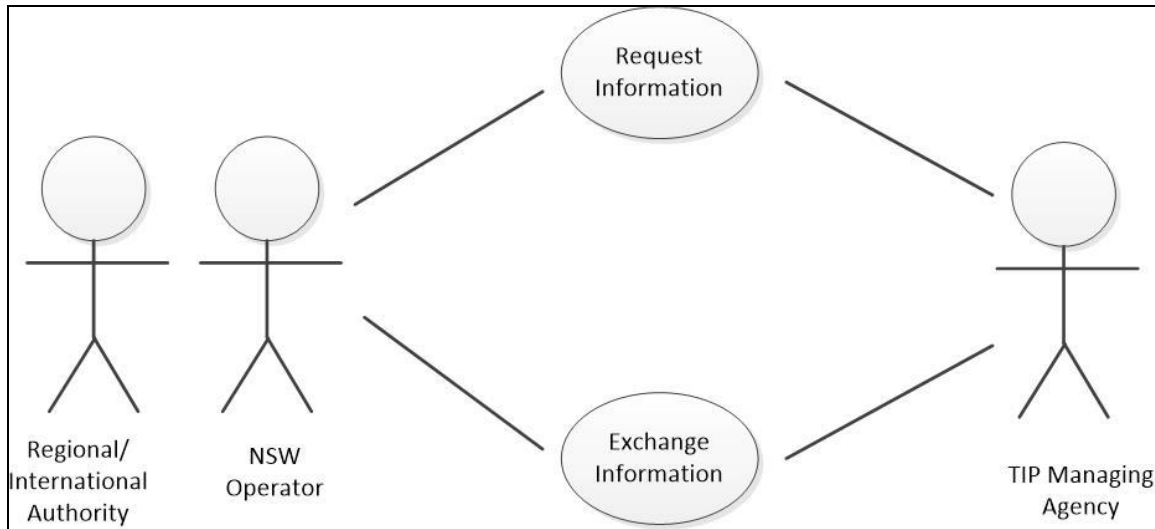 Request
Information
Exchange
Information
Regional/
International
Authority
NSW
Operator
TIP Managing
Agency